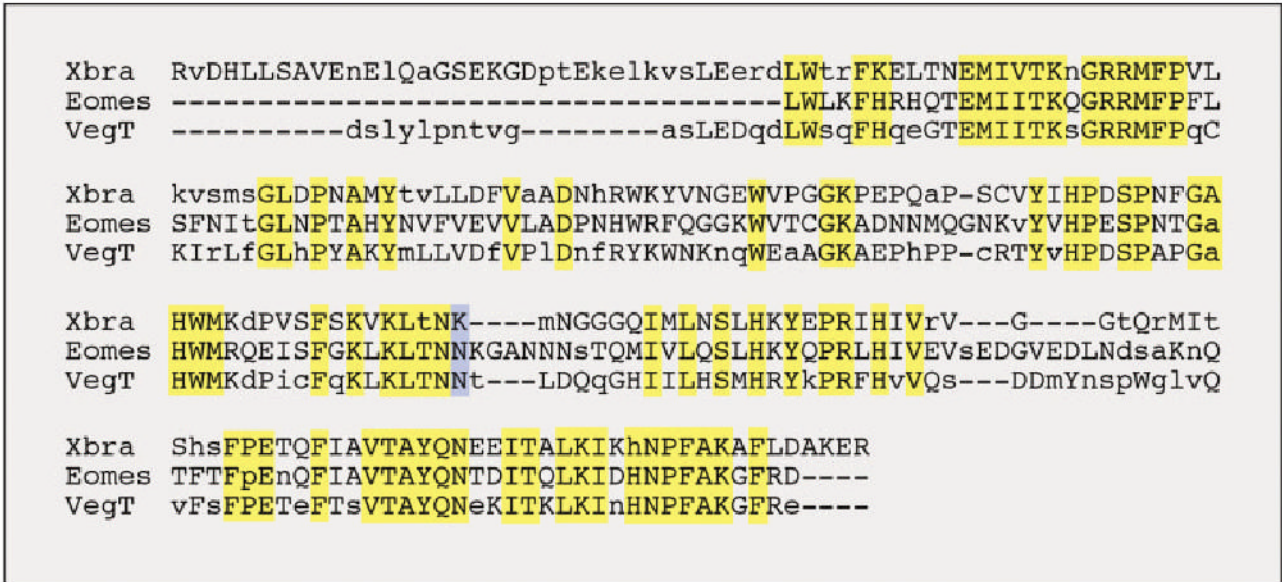 Xbra RvDHLLSAVEnElQaGSEKGDptEkelkvsLEerdLWtrFKELTNEMIVTKnGRRMFPVL
Eomes -----------------------------------LWLKFHRHQTEMIITKQGRRMFPFL
VegT ----------dslylpntvg--------asLEDqdLWsqFHqeGTEMIITKsGRRMFPqC
Xbra kvsmsGLDPNAMYtvLLDFVaADNhRWKYVNGEWVPGGKPEPQaP-SCVYIHPDSPNFGA
Eomes SFNItGLNPTAHYNVFVEVVLADPNHWRFQGGKWVTCGKADNNMQGNKvYVHPESPNTGa
VegT KIrLfGLhPYAKYmLLVDfVPlDnfRYKWNKnqWEaAGKAEPhPP-cRTYvHPDSPAPGa
Xbra HWMKdPVSFSKVKLtNK----mNGGGQIMLNSLHKYEPRIHIVrV---G----GtQrMIt
Eomes HWMRQEISFGKLKLTNNKGANNNsTQMIVLQSLHKYQPRLHIVEVsEDGVEDLNdsaKnQ
VegT HWMKdPicFqKLKLTNNt---LDQqGHIILHSMHRYkPRFHvVQs---DDmYnspWglvQ
Xbra ShsFPETQFIAVTAYQNEEITALKIKhNPFAKAFLDAKER
Eomes TFTFpEnQFIAVTAYQNTDITQLKIDHNPFAKGFRD----
VegT vFsFPETeFTsVTAYQNeKITKLKInHNPFAKGFRe----